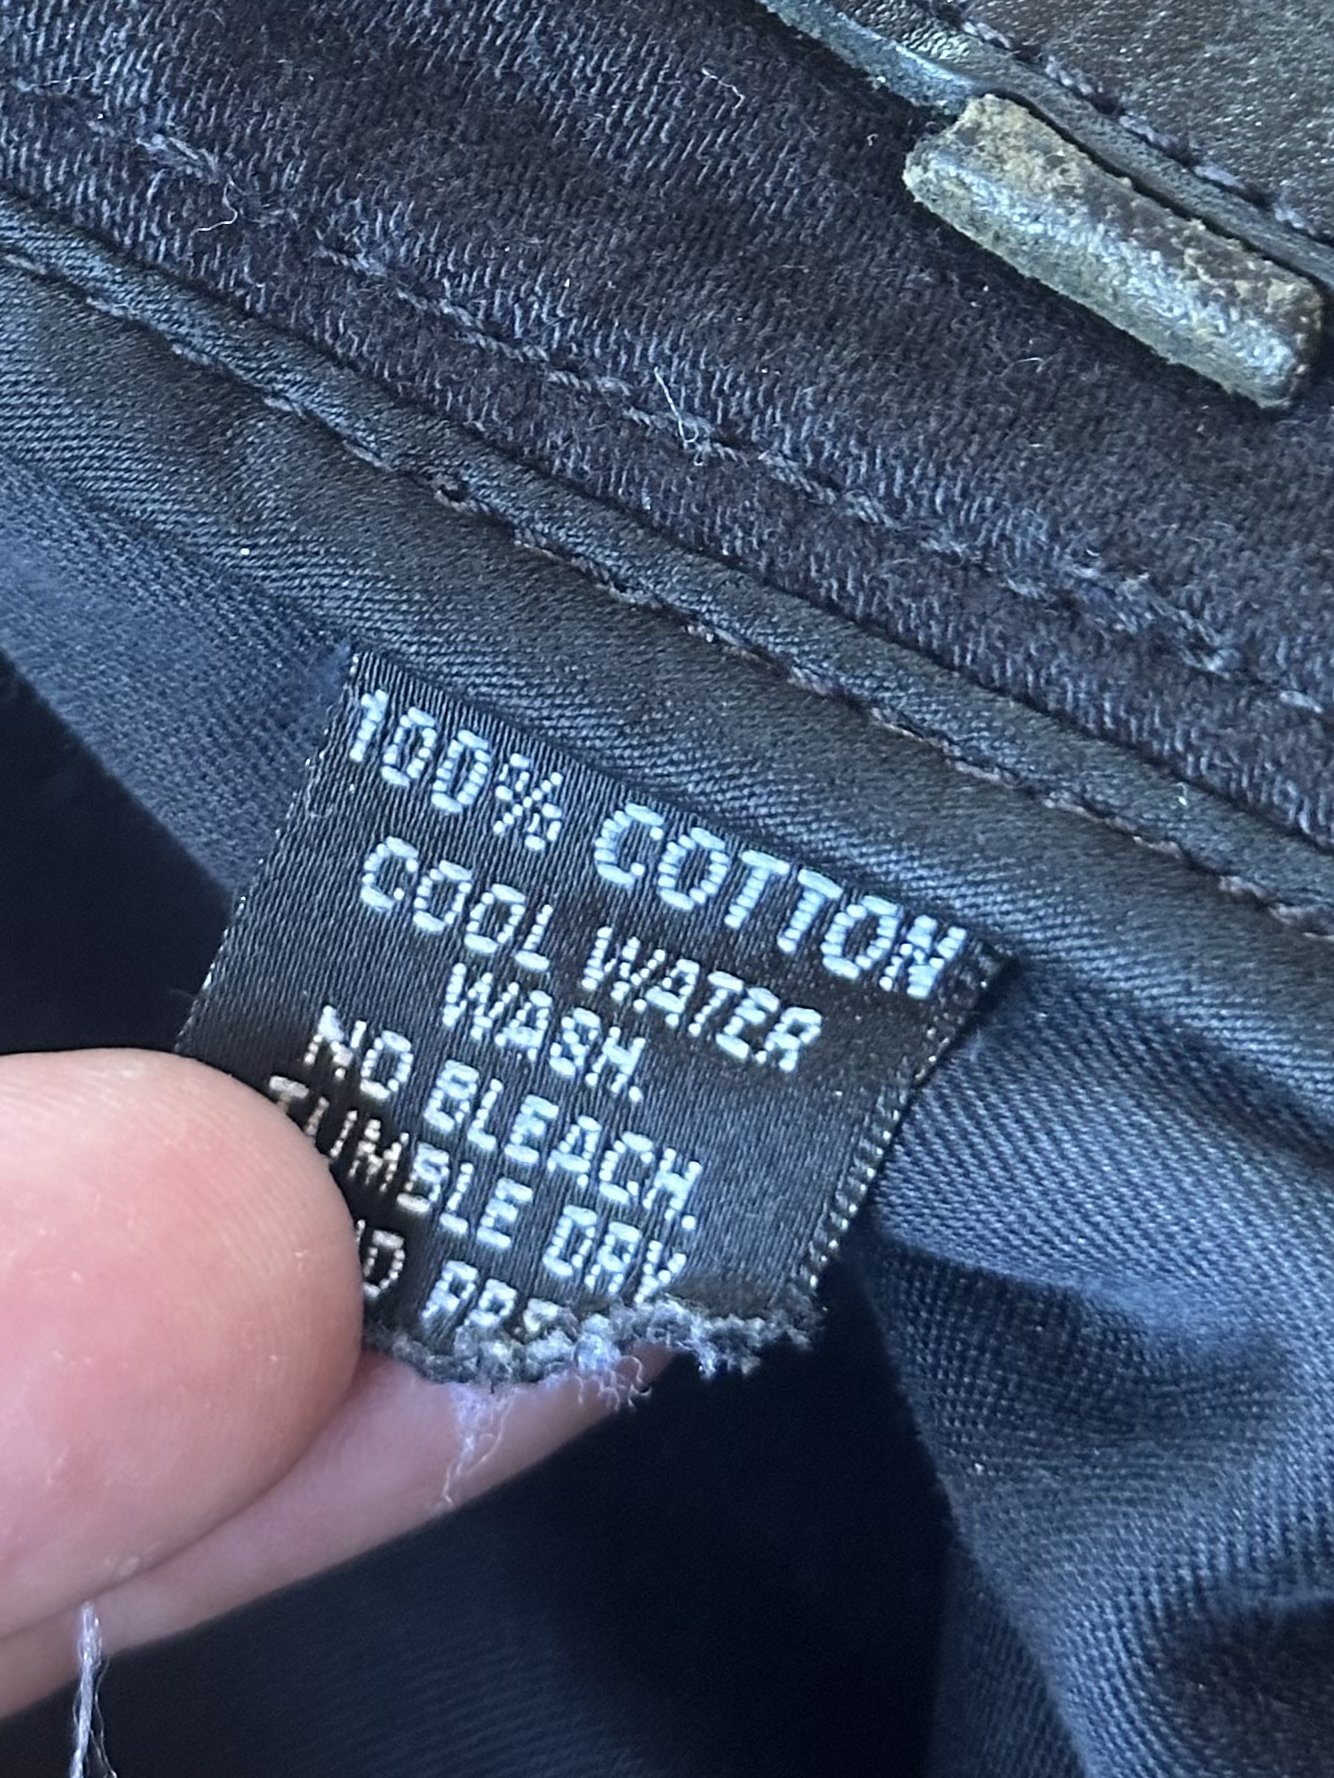 100% COTTON
COOL WATER
WASH.
NO BLEACH.
TUMBLE DRY